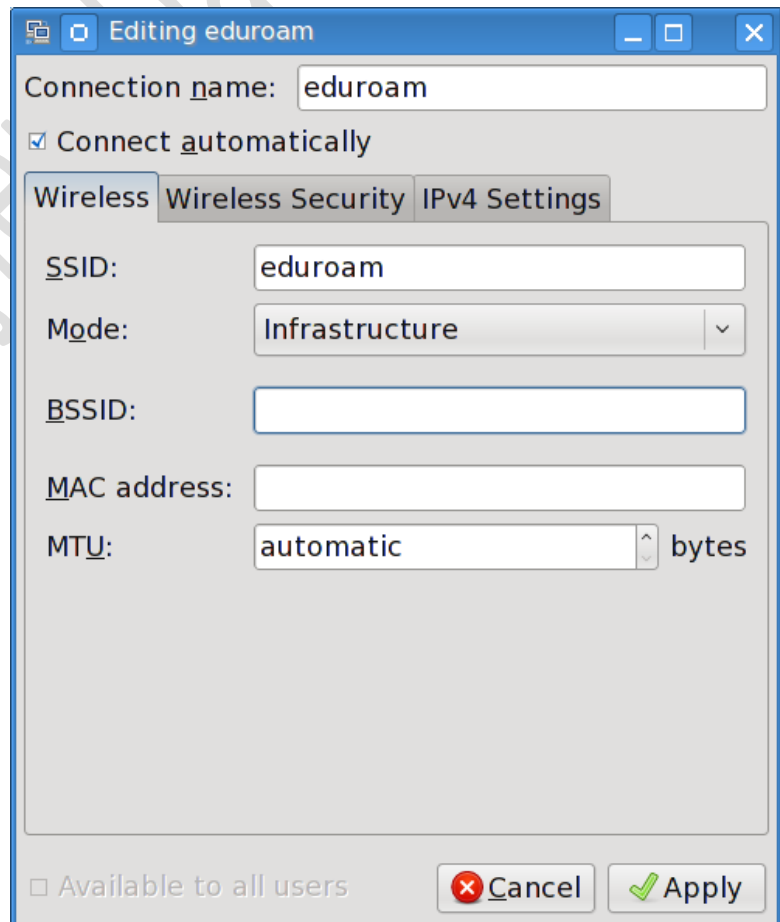 Editing eduroam
Connection name: eduroam
Connect automatically
Wireless Wireless Security IPv4 Settings
SSID: eduroam
Mode: Infrastructure
BSSID:
MAC address:
MTU: automatic bytes
Available to all users Cancel Apply